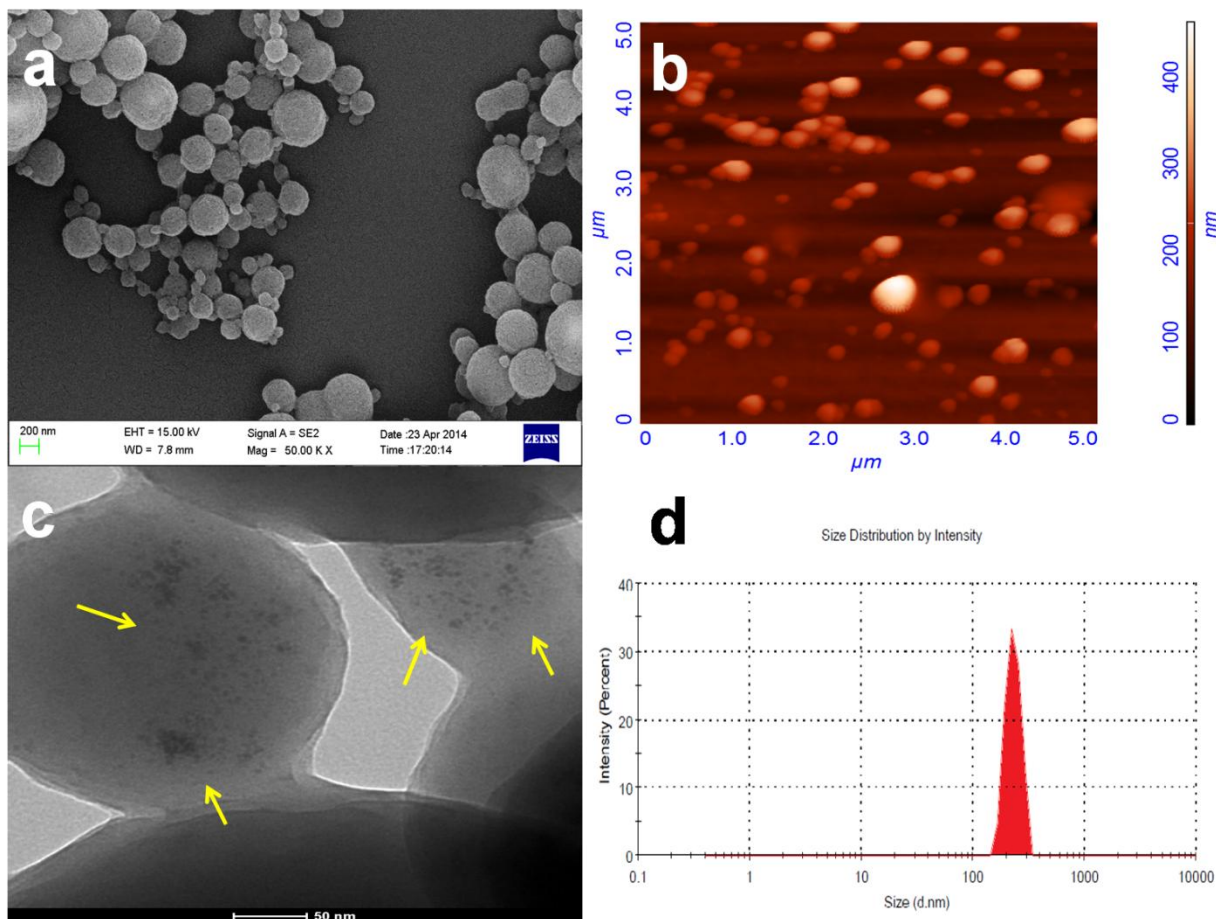 a
200 nm
EHT = 15.00 kV
Signal A = SE2
Date :23 Apr 2014
WD = 7.8 mm
Mag = 50.00 K X
Time :17:20:14
ZEISS
b
5.0
4.0
3.0
2.0
1.0
0
µm
0 1.0 2.0 3.0 4.0 5.0
µm
400
300
200
100
0
nm
c
50 nm
d
Size Distribution by Intensity
40
30
20
10
0
Intensity (Percent)
0.1 1 10 100 1000 10000
Size (d.nm)